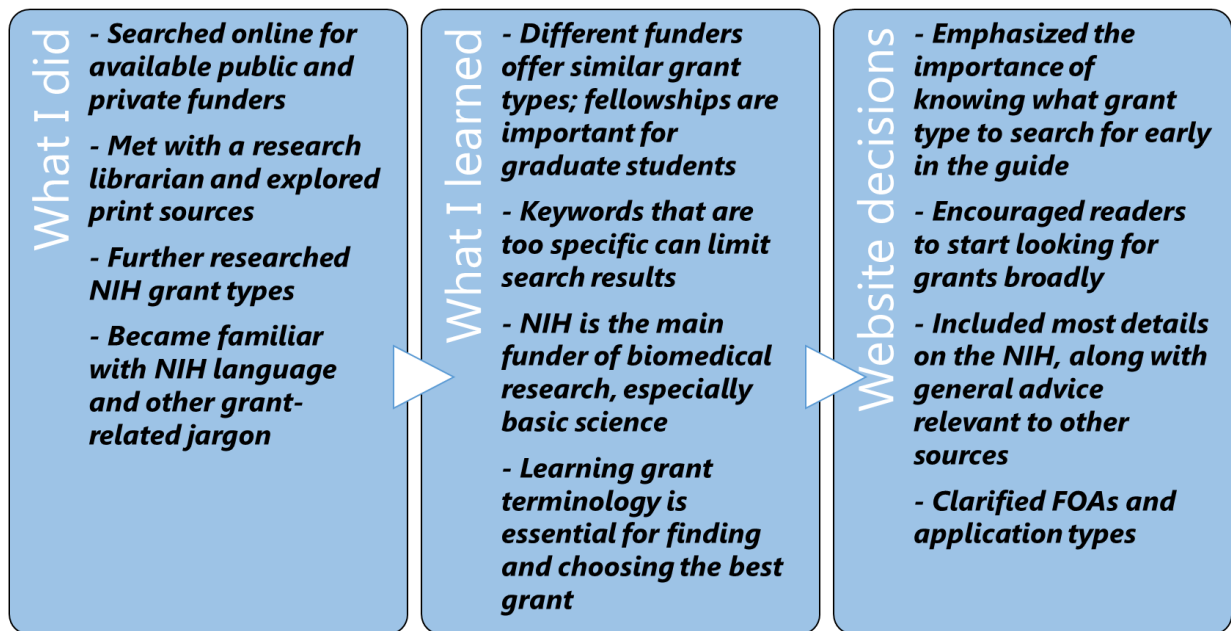 What I did
- Searched online for
available public and
private funders
- Met with a research
librarian and explored
print sources
- Further researched
NIH grant types
- Became familiar
with NIH language
and other grant-
related jargon
What I learned
- Different funders
offer similar grant
types; fellowships are
important for
graduate students
- Keywords that are
too specific can limit
search results
- NIH is the main
funder of biomedical
research, especially
basic science
- Learning grant
terminology is
essential for finding
and choosing the best
grant
Website decisions
- Emphasized the
importance of
knowing what grant
type to search for early
in the guide
- Encouraged readers
to start looking for
grants broadly
- Included most details
on the NIH, along with
general advice
relevant to other
sources
- Clarified FOAs and
application types